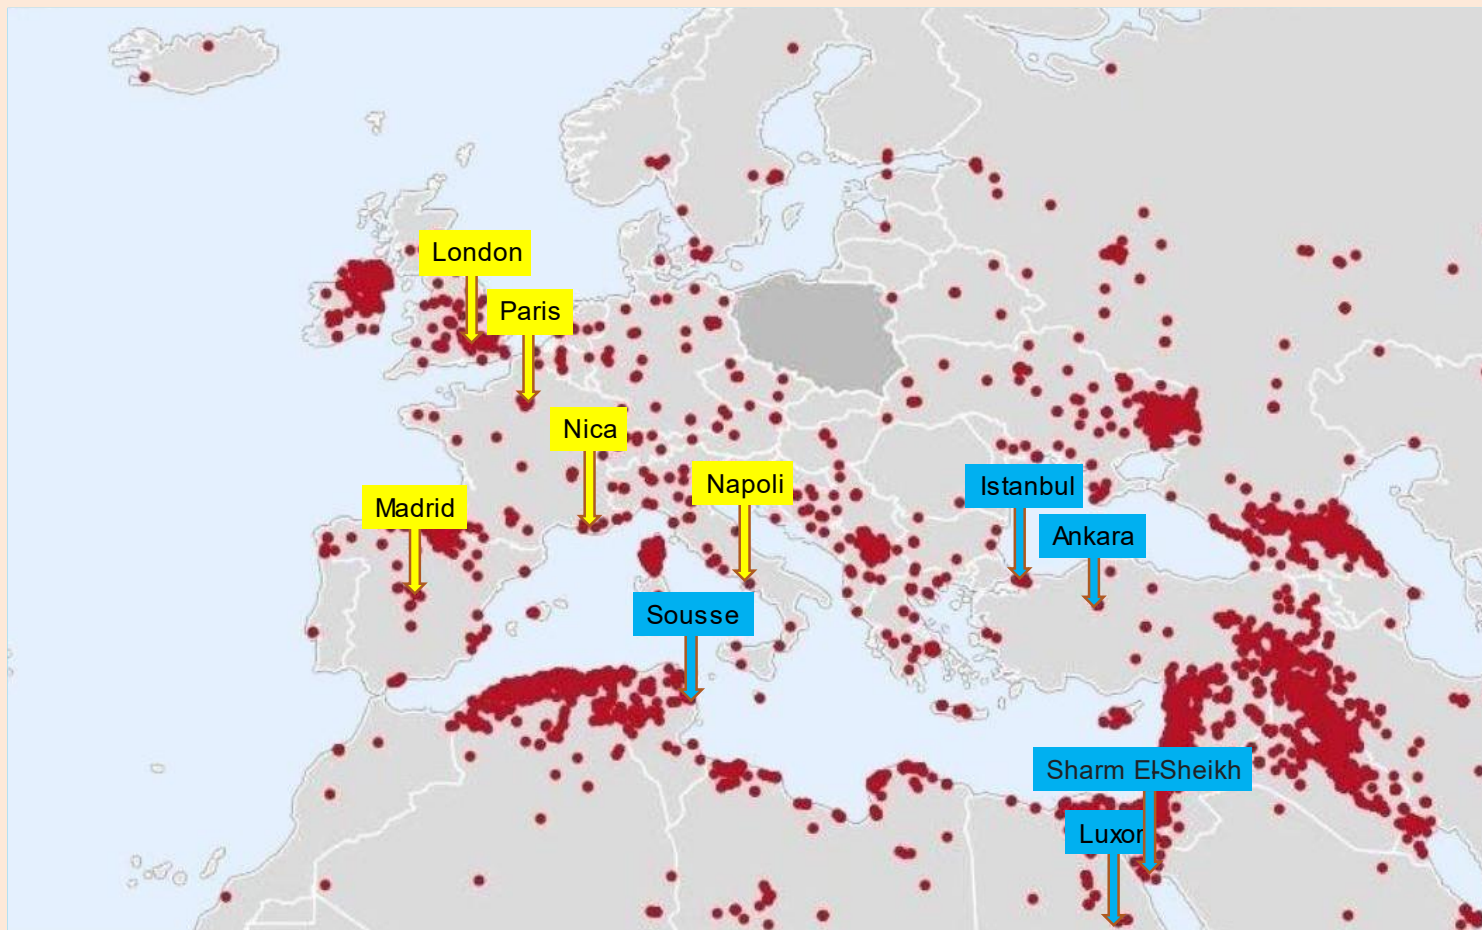 London
Paris
Nica
Napoli
Madrid
Istanbul
Ankara
Sousse
Sharm El-Sheikh
Luxor